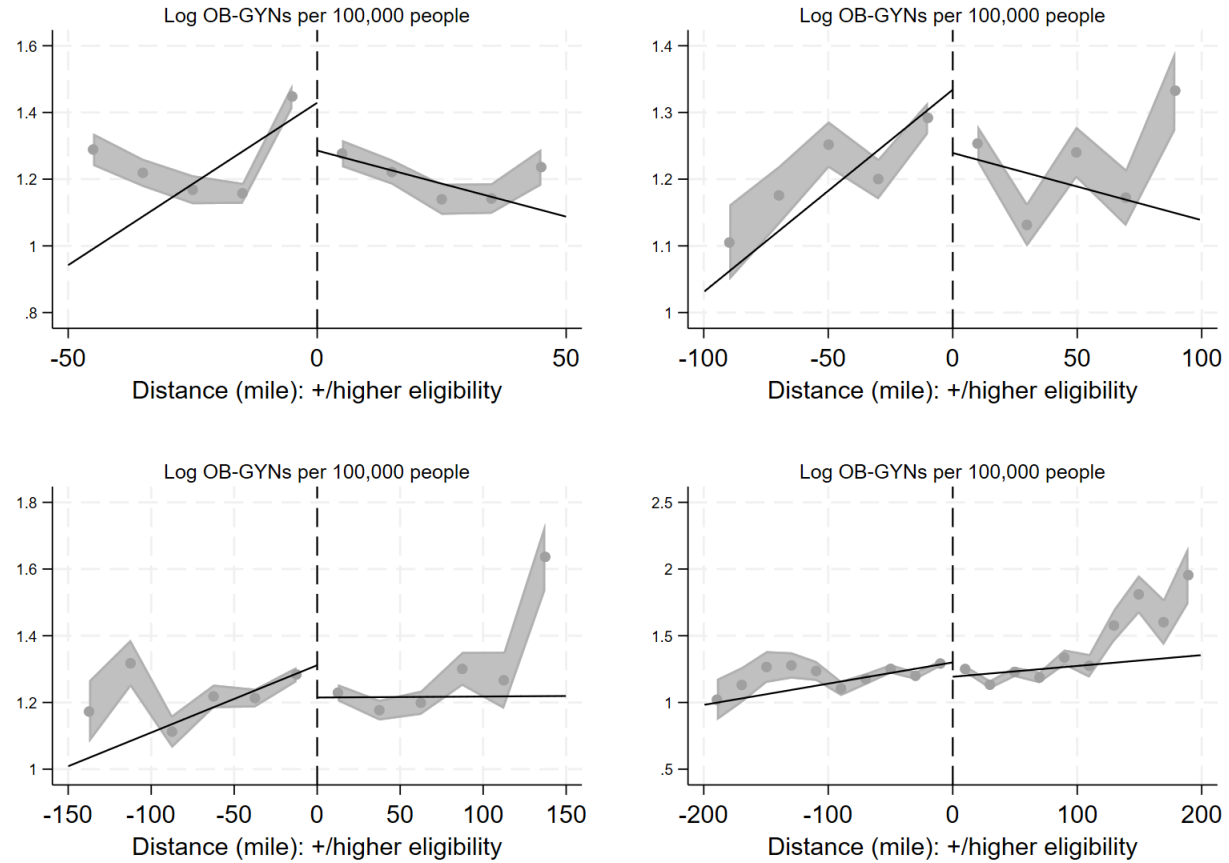 Log OB-GYNs per 100,000 people
1.6
1.4
1.2
1
.8
-50 0 50
Distance (mile): +/higher eligibility
Log OB-GYNs per 100,000 people
1.4
1.3
1.2
1.1
1
-100 -50 0 50 100
Distance (mile): +/higher eligibility
Log OB-GYNs per 100,000 people
1.8
1.6
1.4
1.2
1
-150 -100 -50 0 50 100 150
Distance (mile): +/higher eligibility
Log OB-GYNs per 100,000 people
2.5
2
1.5
1
.5
-200 -100 0 100 200
Distance (mile): +/higher eligibility